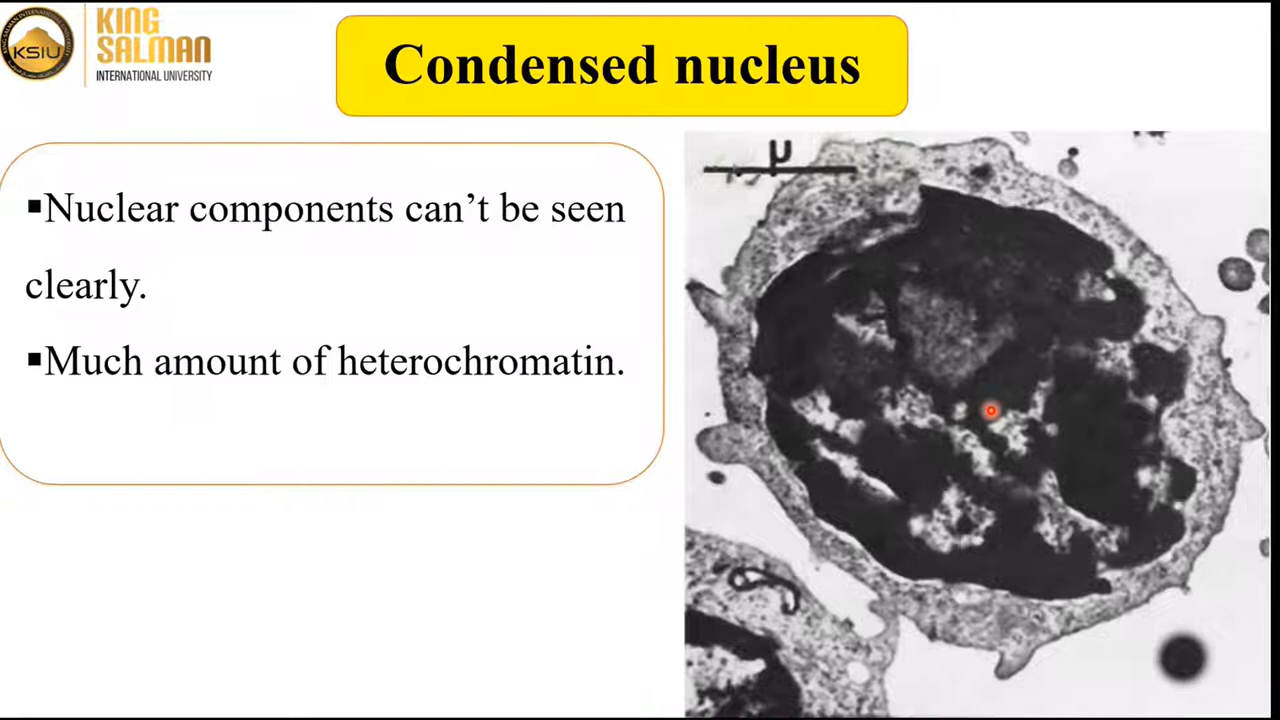 KSIU
KING
SALMAN
INTERNATIONAL UNIVERSITY
Condensed nucleus
▪Nuclear components can’t be seen
clearly.
▪Much amount of heterochromatin.
μ